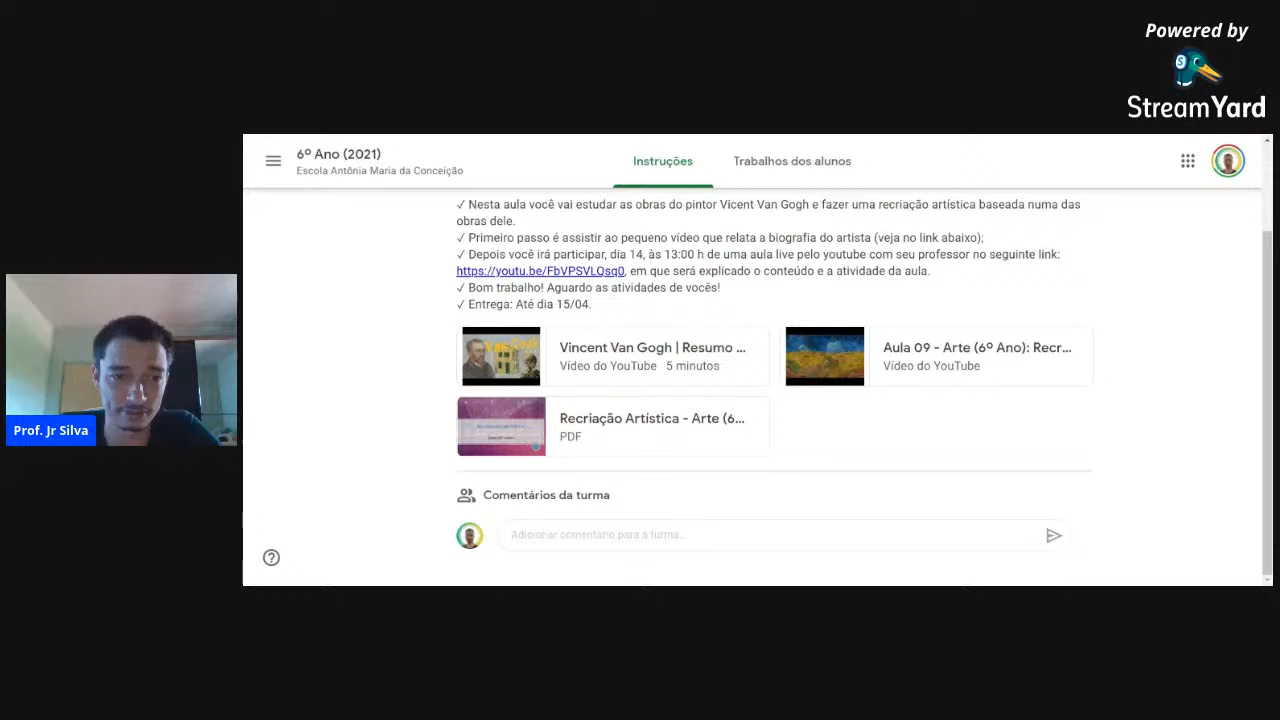 Powered by
StreamYard
6º Ano (2021)
Escola Antônia Maria da Conceição
Instruções
Trabalhos dos alunos
✓ Nesta aula você vai estudar as obras do pintor Vicent Van Gogh e fazer uma recriação artística baseada numa das
obras dele.
✓ Primeiro passo é assistir ao pequeno vídeo que relata a biografia do artista (veja no link abaixo);
✓ Depois você irá participar, dia 14, às 13:00 h de uma aula live pelo youtube com seu professor no seguinte link:
https://youtu.be/FbVPSVLQsq0, em que será explicado o conteúdo e a atividade da aula.
✓ Bom trabalho! Aguardo as atividades de vocês!
✓ Entrega: Até dia 15/04.
Vincent Van Gogh | Resumo ...
Vídeo do YouTube 5 minutos
Aula 09 - Arte (6º Ano): Recr...
Vídeo do YouTube
Recriação Artística - Arte (6...
PDF
Prof. Jr Silva
Comentários da turma
Adicionar comentário para a turma...